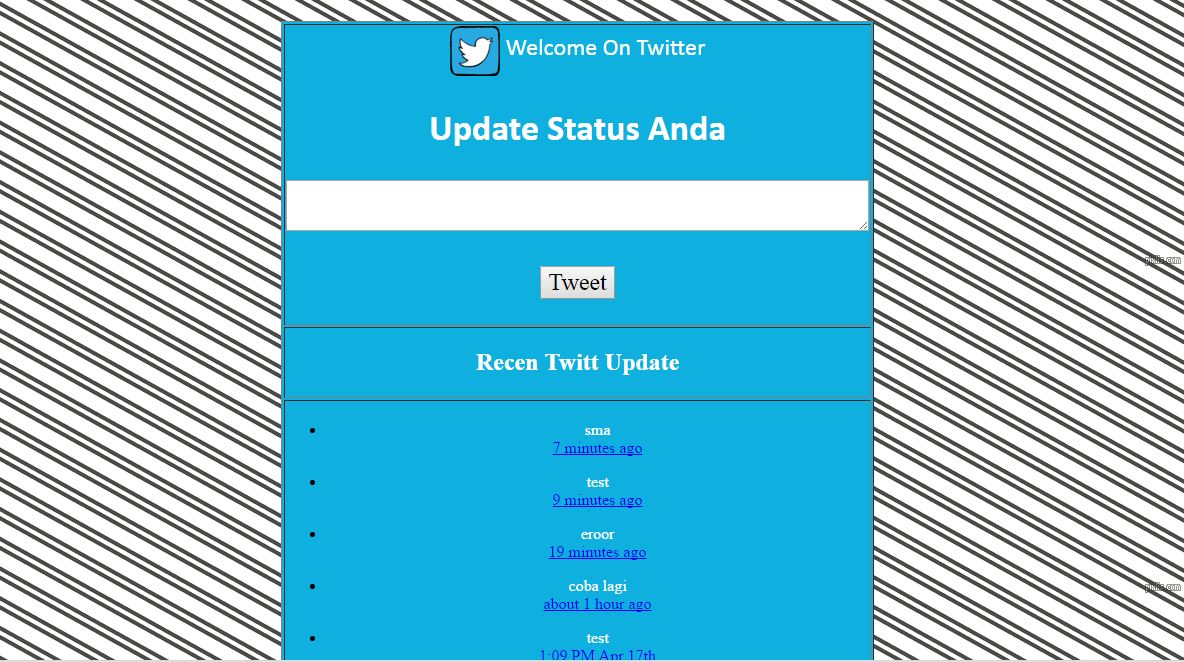 Welcome On Twitter
Update Status Anda
Tweet
Recen Twitt Update
sma
7 minutes ago
test
9 minutes ago
eroor
19 minutes ago
coba lagi
about 1 hour ago
test
1:09 PM Apr 17th